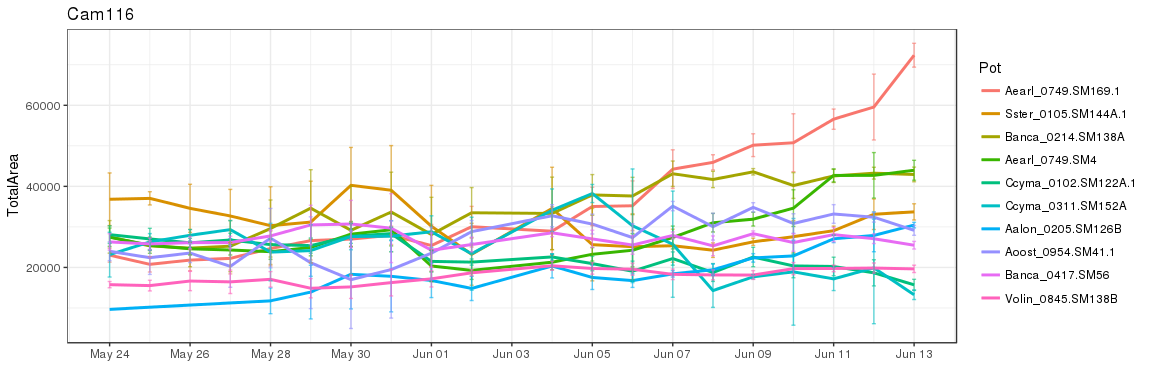 Cam116
TotalArea
60000
40000
20000
May 24 May 26 May 28 May 30 Jun 01 Jun 03 Jun 05 Jun 07 Jun 09 Jun 11 Jun 13
Pot
Aearl_0749.SM169.1
Sster_0105.SM144A.1
Banca_0214.SM138A
Aearl_0749.SM4
Ccyma_0102.SM122A.1
Ccyma_0311.SM152A
Aalon_0205.SM126B
Aoost_0954.SM41.1
Banca_0417.SM56
Volin_0845.SM138B